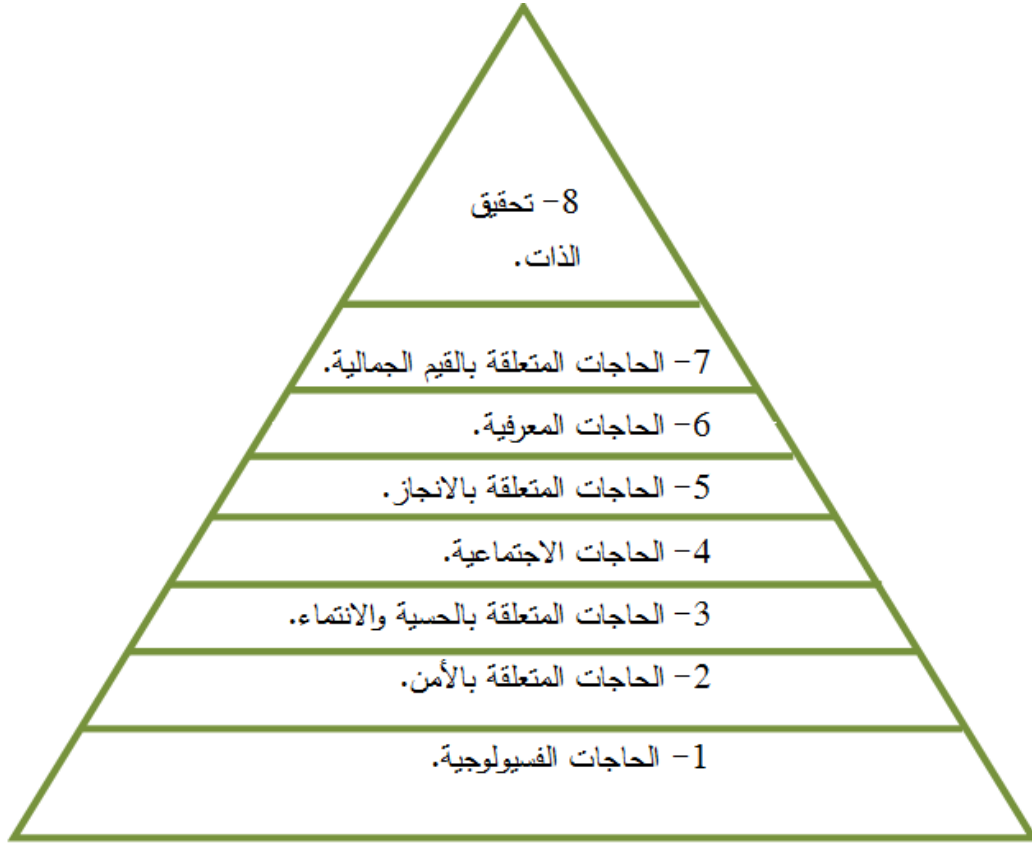 8- تحقيق
الذات.
7- الحاجات المتعلقة بالقيم الجمالية.
6- الحاجات المعرفية.
5- الحاجات المتعلقة بالانجاز.
4- الحاجات الاجتماعية.
3- الحاجات المتعلقة بالحسية والانتماء.
2- الحاجات المتعلقة بالأمن.
1- الحاجات الفسيولوجية.